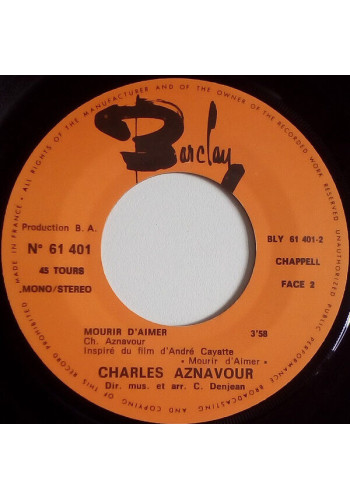 ALL RIGHTS OF THE MANUFACTURER AND OF THE OWNER OF THE RECORDED WORK RESERVED. UNAUTHORISED
COPYING OF THIS RECORD PROHIBITED
MADE IN FRANCE
Barclay
Production B. A.
N° 61 401
45 TOURS
MONO/STEREO
BLY 61 401-2
CHAPPELL
FACE 2
MOURIR D'AIMER 3'58
Ch. Aznavour
Inspiré du film d'André Cayatte
« Mourir d'Aimer »
CHARLES AZNAVOUR
Dir. mus. et arr. C. Denjean
BROADCASTING AND